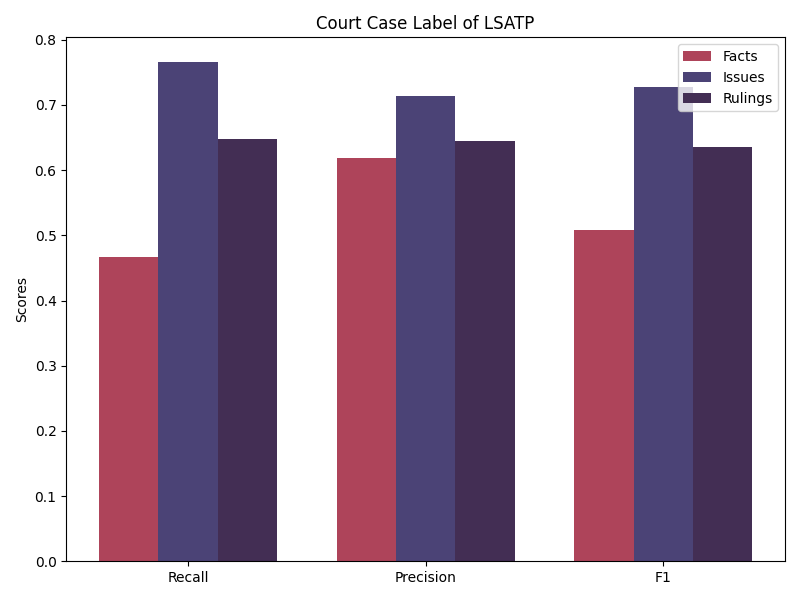 Court Case Label of LSATP
Facts
Issues
Rulings
Scores
0.8
0.7
0.6
0.5
0.4
0.3
0.2
0.1
0.0
Recall
Precision
F1